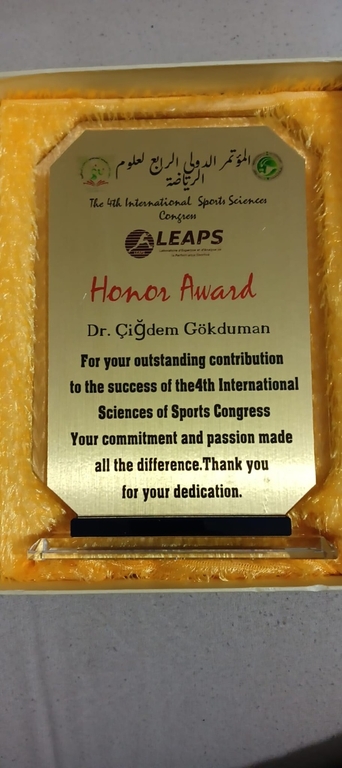 المؤتمر الدولي الرابع لعلوم
الرياضة
The 4th International Sports Sciences
Congress
LEAPS
Honor Award
Dr. Çiğdem Gökduman
For your outstanding contribution
to the success of the4th International
Sciences of Sports Congress
Your commitment and passion made
all the difference.Thank you
for your dedication.